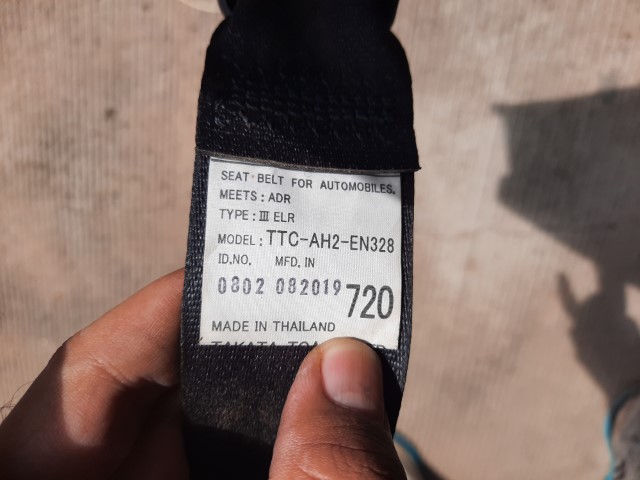 SEAT BELT FOR AUTOMOBILES.
MEETS : ADR
TYPE : Ⅲ ELR
MODEL : TTC-AH2-EN328
ID.NO. MFD. IN
0802 082019 720
MADE IN THAILAND
TAKATA